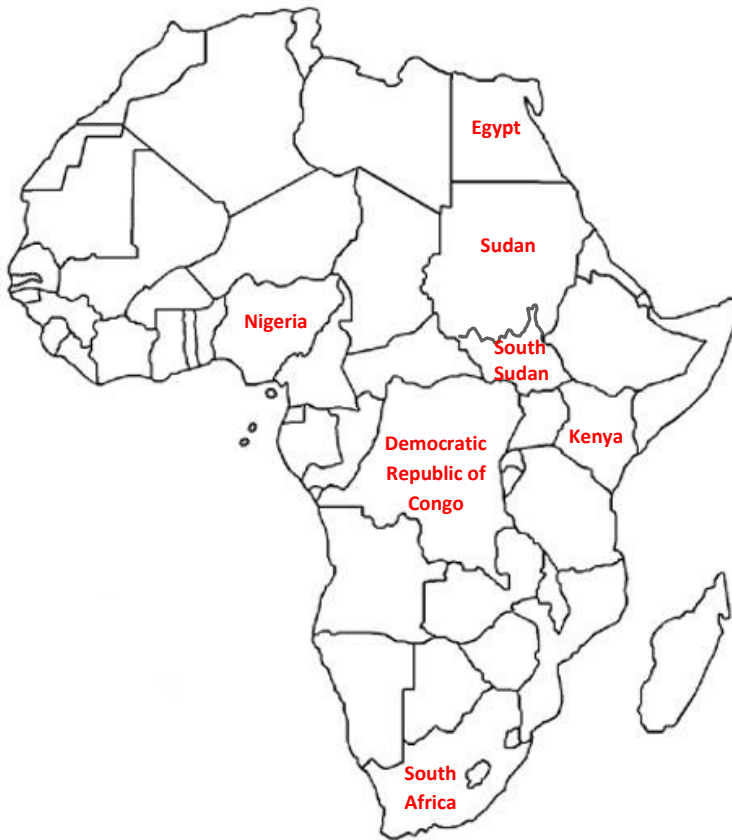 Egypt
Sudan
Nigeria
South
Sudan
Kenya
Democratic
Republic of
Congo
South
Africa